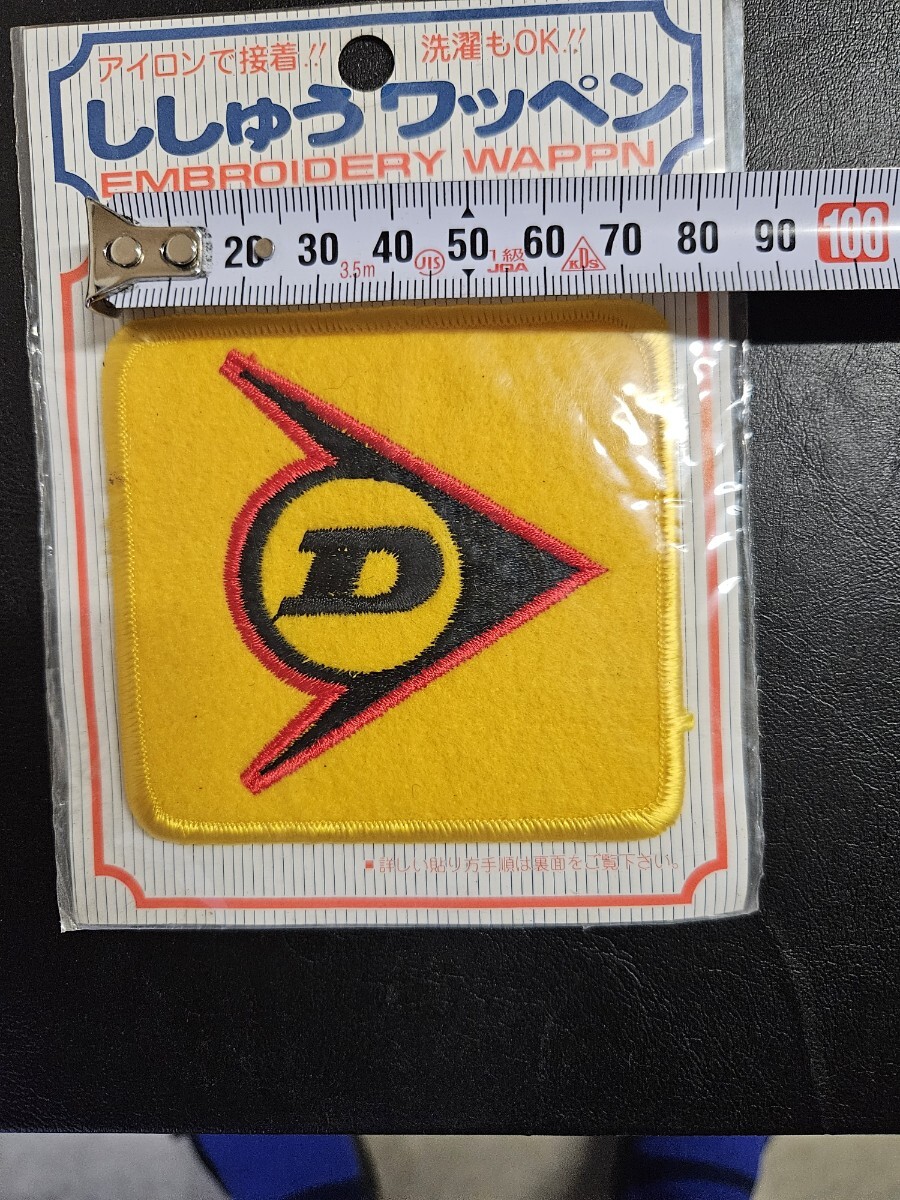 アイロンで接着!! 洗濯もOK!!
ししゅうワッペン
EMBROIDERY WAPPN
20 30 40 50 60 70 80 90 100
3.5m JIS 1級 JQA KDS
D
■詳しい貼り方手順は裏面をご覧下さい。